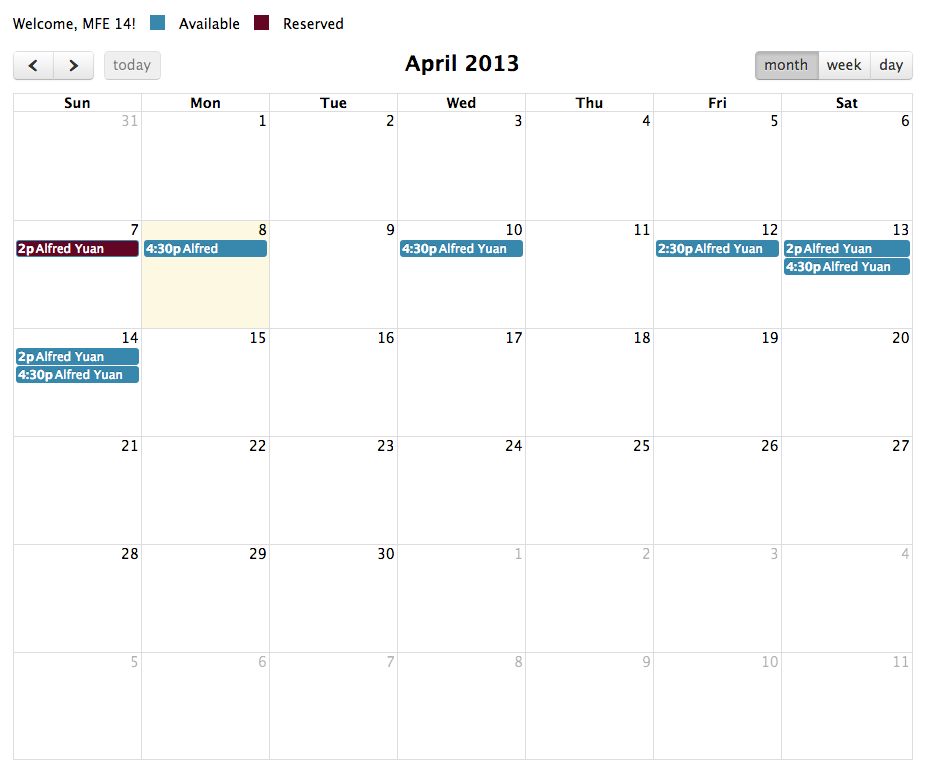 Welcome, MFE 14! Available Reserved
today April 2013 month week day
Sun Mon Tue Wed Thu Fri Sat
31 1 2 3 4 5 6
7 8 9 10 11 12 13
2p Alfred Yuan 4:30p Alfred 4:30p Alfred Yuan 2:30p Alfred Yuan 2p Alfred Yuan
4:30p Alfred Yuan
14 15 16 17 18 19 20
2p Alfred Yuan
4:30p Alfred Yuan
21 22 23 24 25 26 27
28 29 30 1 2 3 4
5 6 7 8 9 10 11